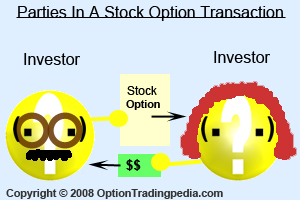 Parties In A Stock Option Transaction
Investor
Investor
Stock
Option
?
$$
Copyright © 2008 OptionTradingpedia.com